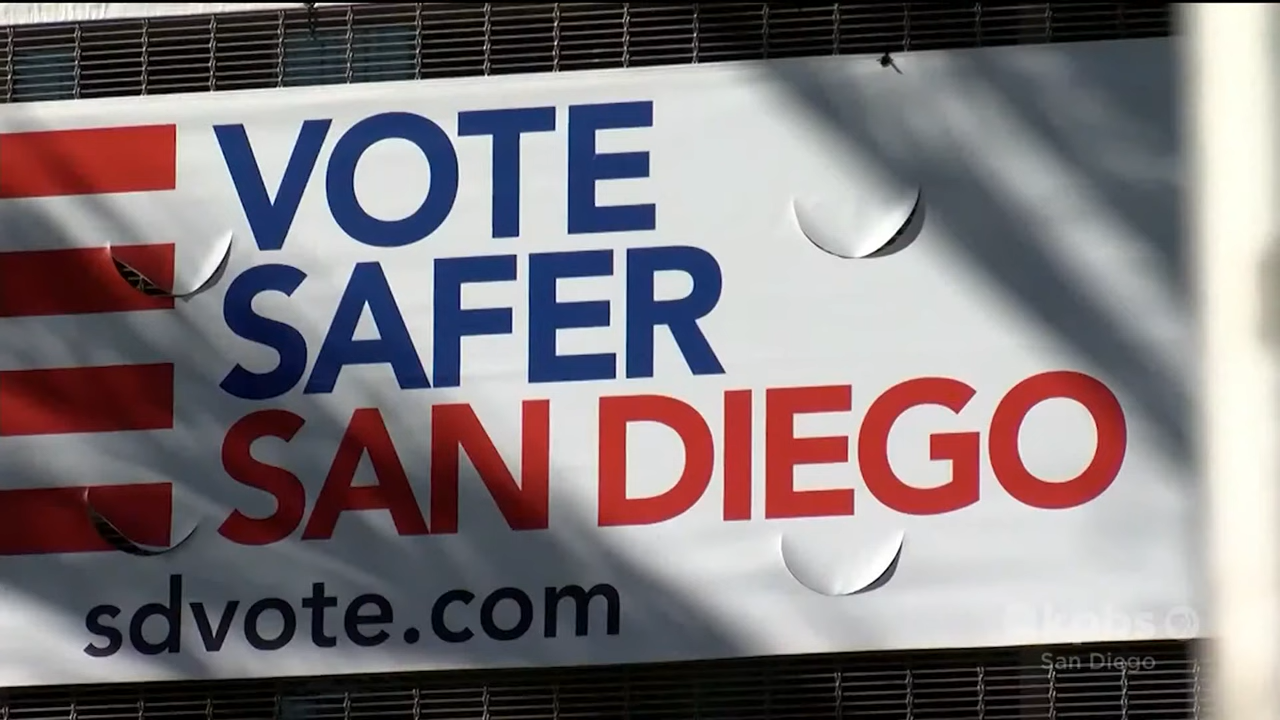 VOTE
SAFER
SAN DIEGO
sdvote.com
kpbs
San Diego